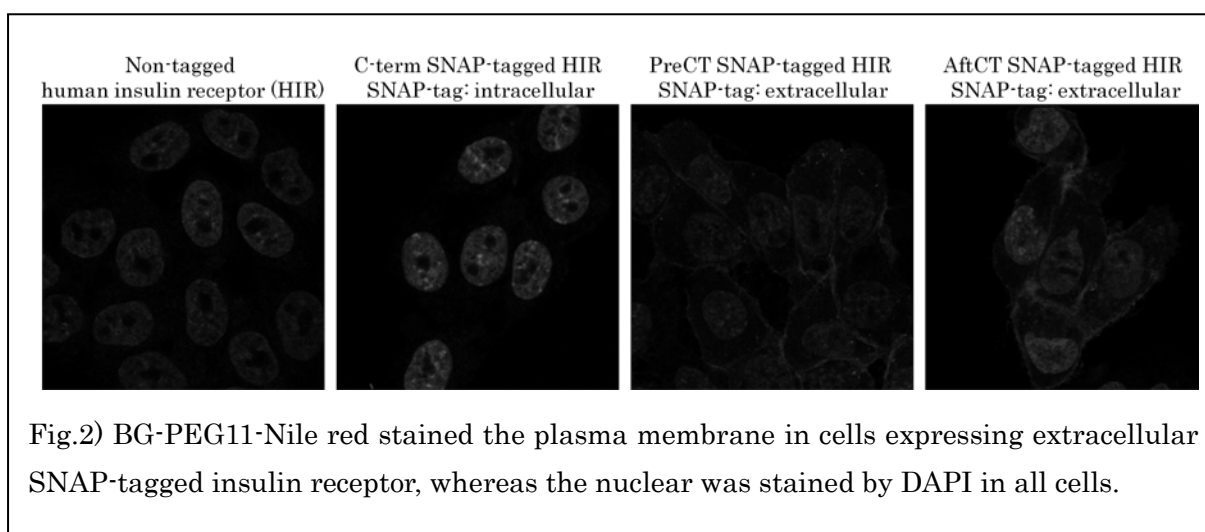 Non-tagged
human insulin receptor (HIR)
C-term SNAP-tagged HIR
SNAP-tag: intracellular
PreCT SNAP-tagged HIR
SNAP-tag: extracellular
AftCT SNAP-tagged HIR
SNAP-tag: extracellular
Fig.2) BG-PEG11-Nile red stained the plasma membrane in cells expressing extracellular
SNAP-tagged insulin receptor, whereas the nuclear was stained by DAPI in all cells.